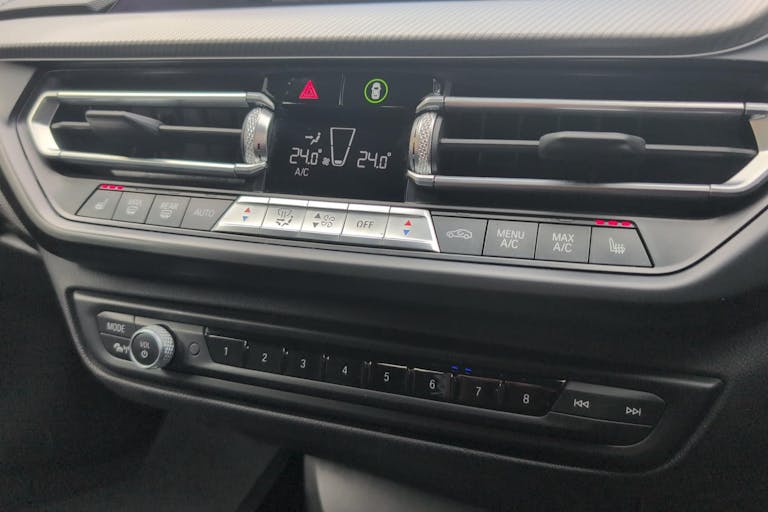 24.0° 24.0°
A/C
MAX REAR AUTO OFF MENU A/C MAX A/C
MODE
VOL
1 2 3 4 5 6 7 8